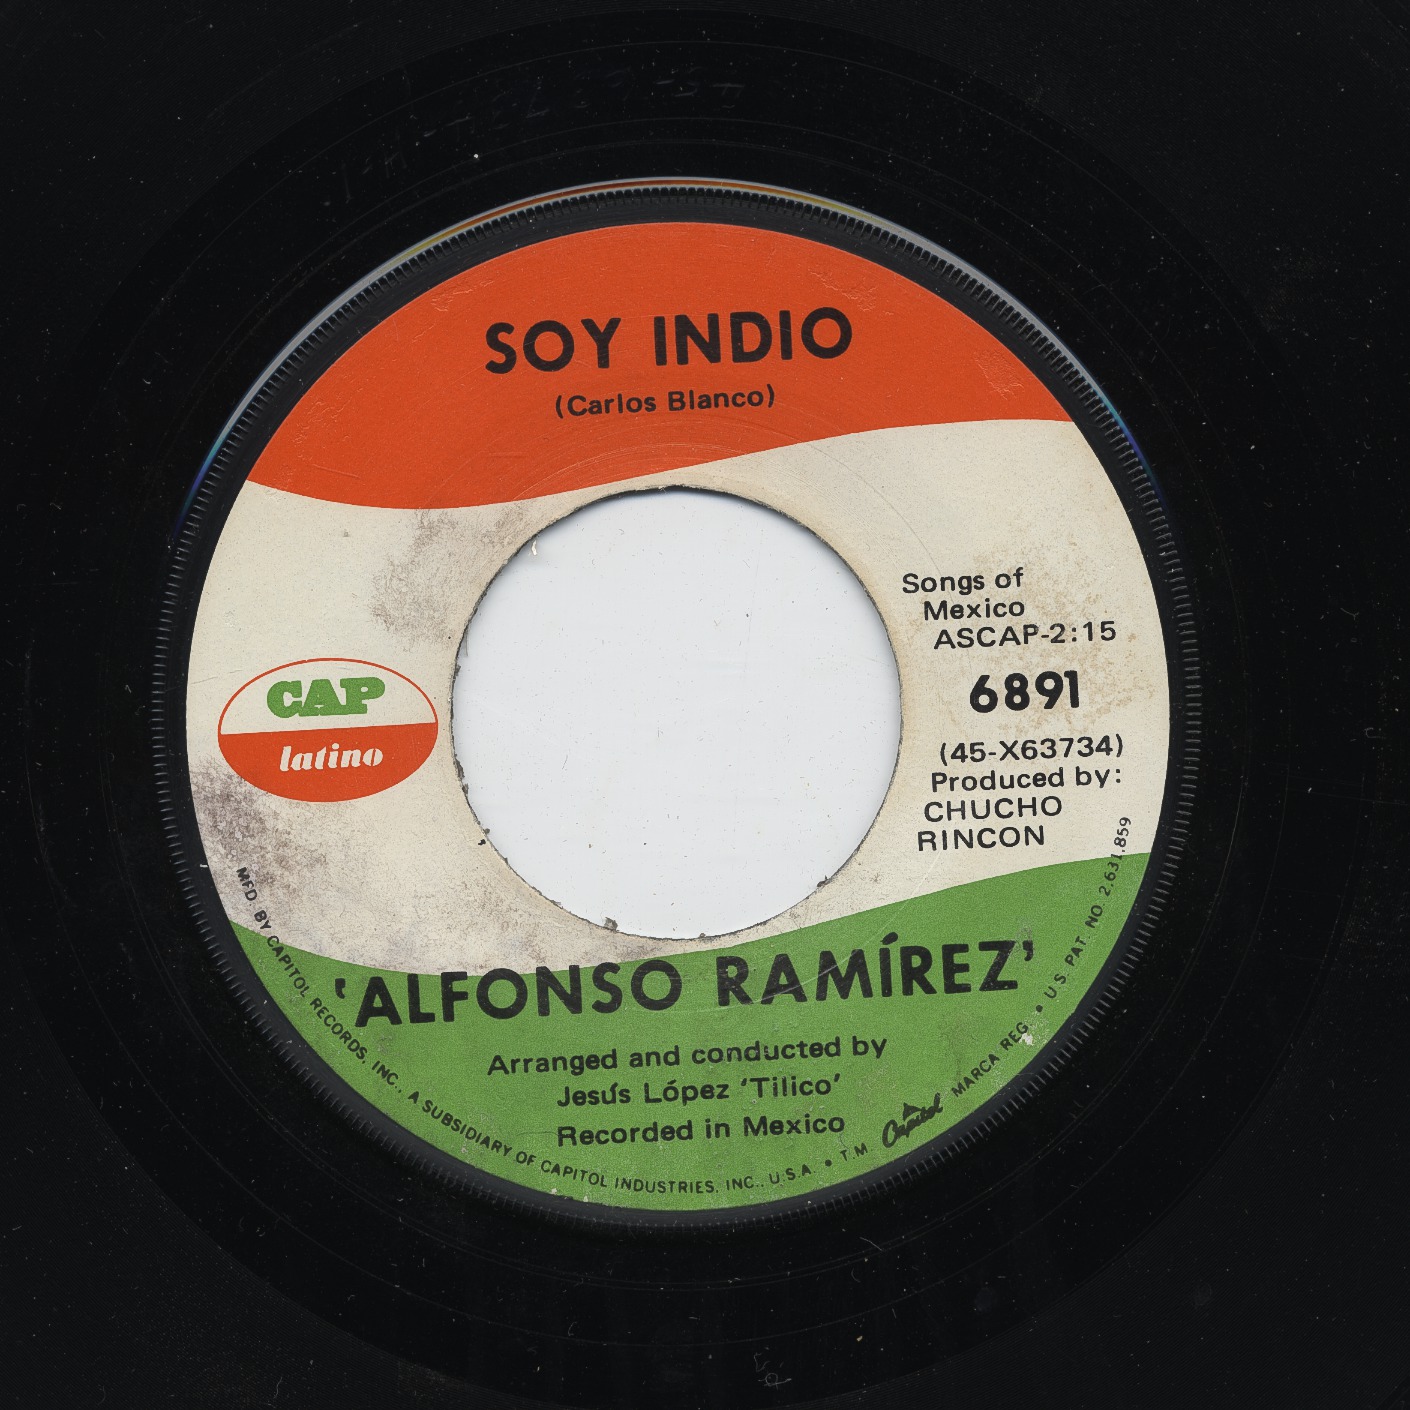 SOY INDIO
(Carlos Blanco)
Songs of
Mexico
ASCAP-2:15
6891
(45-X63734)
Produced by:
CHUCHO
RINCON
CAP
latino
'ALFONSO RAMÍREZ'
Arranged and conducted by
Jesús López 'Tilico'
Recorded in Mexico
MFD. BY CAPITOL RECORDS, INC., A SUBSIDIARY OF CAPITOL INDUSTRIES, INC., U.S.A. • T.M. Capitol MARCA REG. • U.S. PAT. NO. 2,631,859